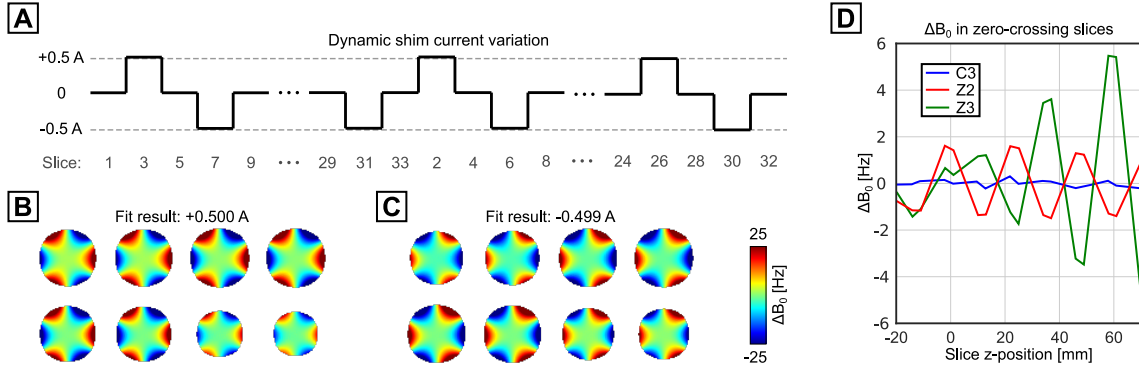 A
Dynamic shim current variation
+0.5 A
0
-0.5 A
Slice: 1 3 5 7 9 ••• 29 31 33 2 4 6 8 ••• 24 26 28 30 32
B
Fit result: +0.500 A
C
Fit result: -0.499 A
25
ΔB₀ [Hz]
-25
D
ΔB₀ in zero-crossing slices
C3
Z2
Z3
6
4
2
0
-2
-4
-6
ΔB₀ [Hz]
-20 0 20 40 60
Slice z-position [mm]